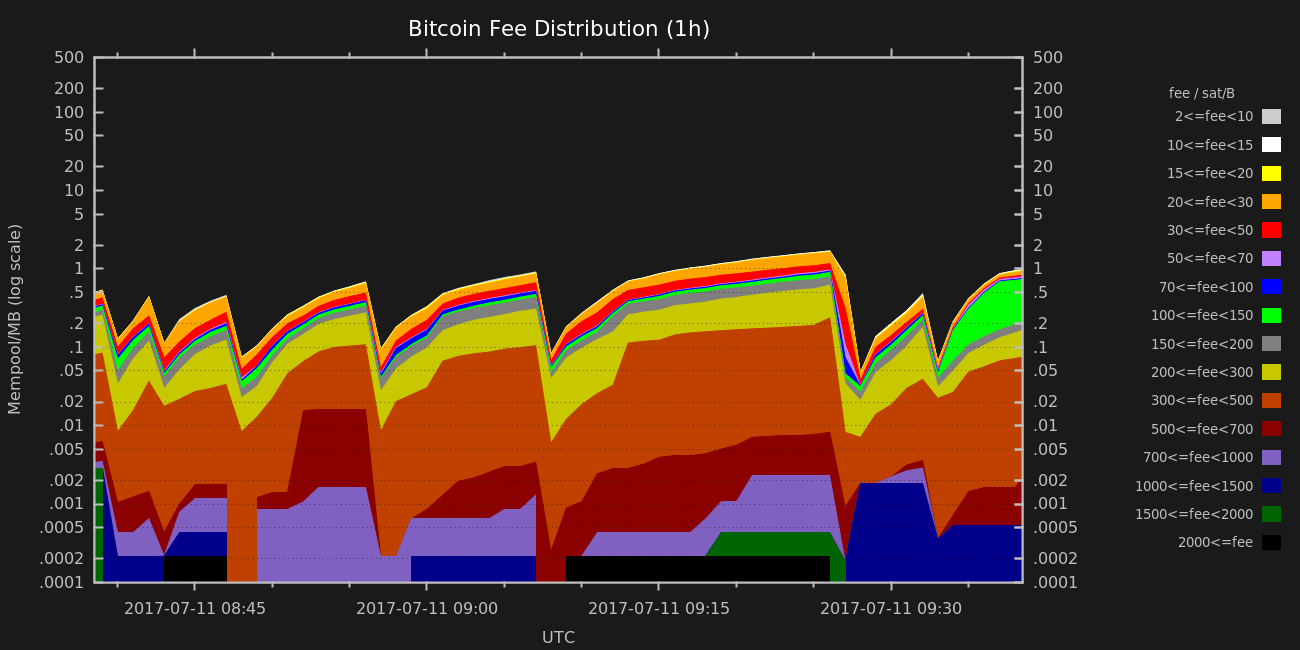 Bitcoin Fee Distribution (1h)
500 500
200 200
100 100
50 50
20 20
10 10
5 5
2 2
1 1
.5 .5
.2 .2
.1 .1
.05 .05
.02 .02
.01 .01
.005 .005
.002 .002
.001 .001
.0005 .0005
.0002 .0002
.0001 .0001
Mempool/MB (log scale)
2017-07-11 08:45 2017-07-11 09:00 2017-07-11 09:15 2017-07-11 09:30
UTC
fee / sat/B
2<=fee<10
10<=fee<15
15<=fee<20
20<=fee<30
30<=fee<50
50<=fee<70
70<=fee<100
100<=fee<150
150<=fee<200
200<=fee<300
300<=fee<500
500<=fee<700
700<=fee<1000
1000<=fee<1500
1500<=fee<2000
2000<=fee